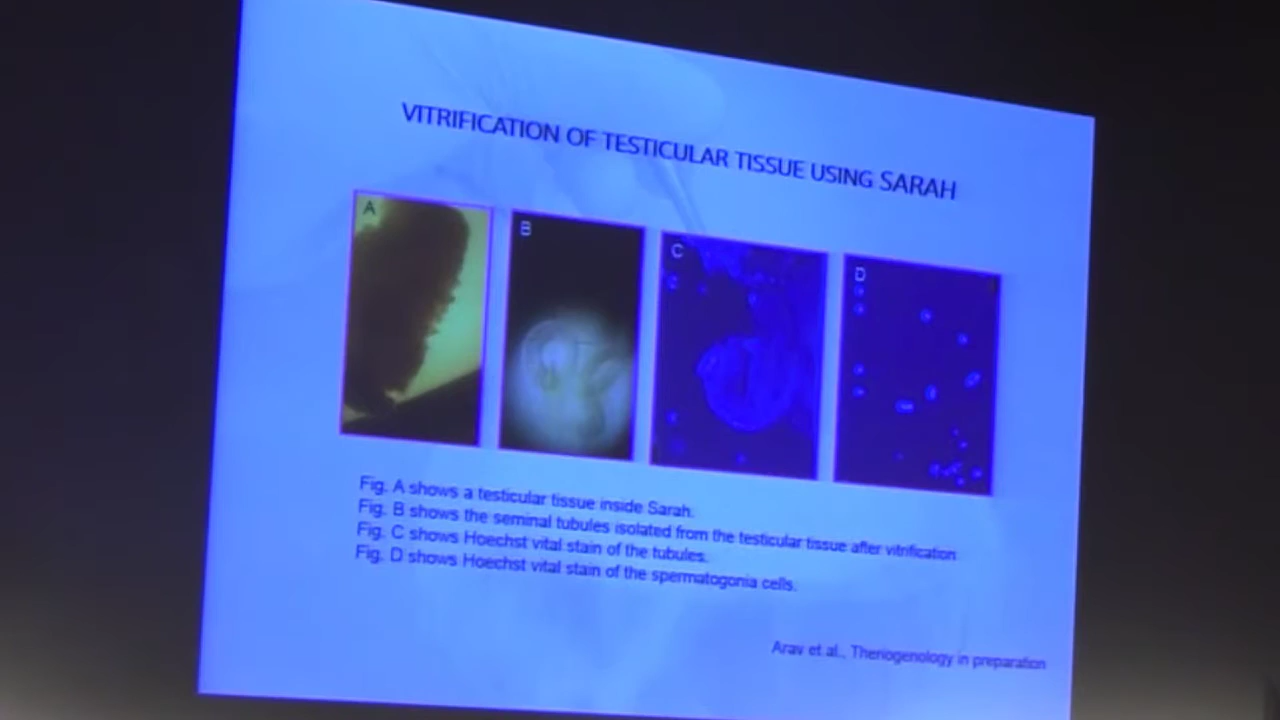 VITRIFICATION OF TESTICULAR TISSUE USING SARAH
A
B
C
D
Fig. A shows a testicular tissue inside Sarah.
Fig. B shows the seminal tubules isolated from the testicular tissue after vitrification
Fig. C shows Hoechst vital stain of the tubules.
Fig. D shows Hoechst vital stain of the spermatogonia cells.
Arav et al., Theriogenology in preparation